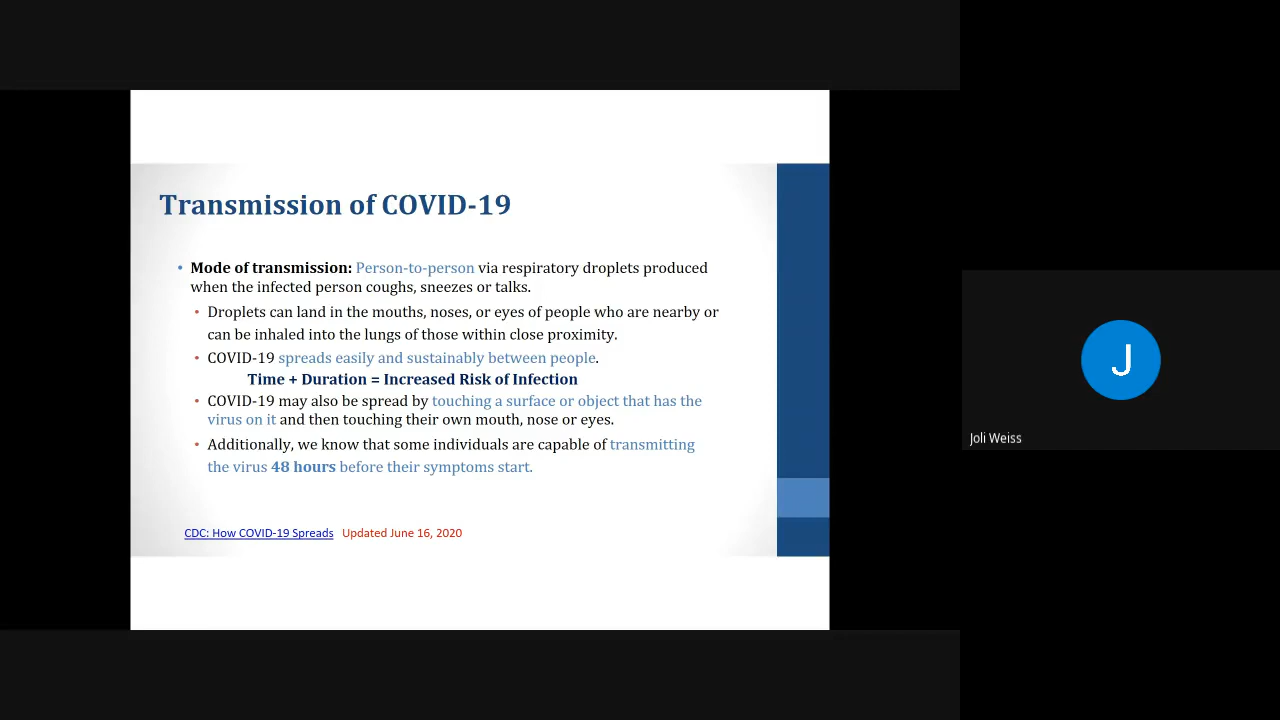 Transmission of COVID-19
• Mode of transmission: Person-to-person via respiratory droplets produced
when the infected person coughs, sneezes or talks.
• Droplets can land in the mouths, noses, or eyes of people who are nearby or
can be inhaled into the lungs of those within close proximity.
• COVID-19 spreads easily and sustainably between people.
Time + Duration = Increased Risk of Infection
• COVID-19 may also be spread by touching a surface or object that has the
virus on it and then touching their own mouth, nose or eyes.
• Additionally, we know that some individuals are capable of transmitting
the virus 48 hours before their symptoms start.
CDC: How COVID-19 Spreads Updated June 16, 2020
J
Joli Weiss